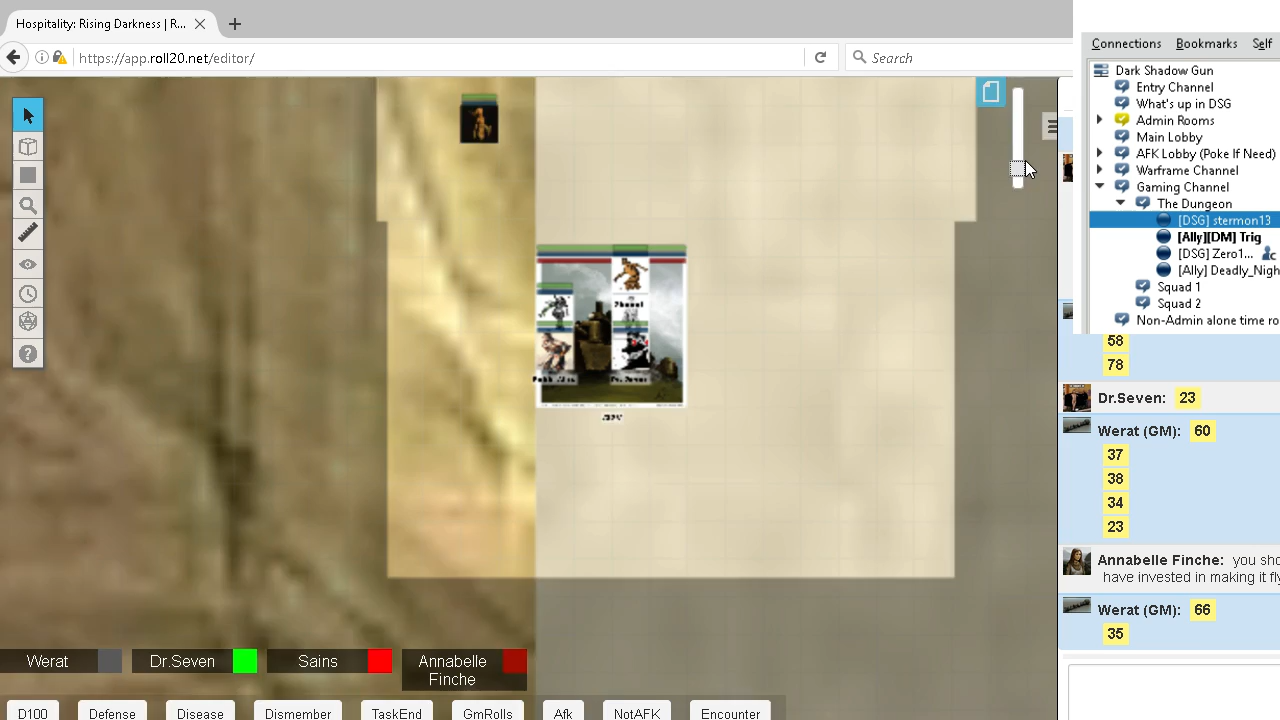 Hospitality: Rising Darkness | R...
https://app.roll20.net/editor/
Search
Connections Bookmarks Self
Dark Shadow Gun
Entry Channel
What's up in DSG
Admin Rooms
Main Lobby
AFK Lobby (Poke If Need)
Warframe Channel
Gaming Channel
The Dungeon
[DSG] stermon13
[Ally][DM] Trig
[DSG] Zero1...
[Ally] Deadly_Nigh
Squad 1
Squad 2
Non-Admin alone time ro
58
78
Dr.Seven: 23
Werat (GM): 60
37
38
34
23
Annabelle Finche: you sho
have invested in making it fly
Werat (GM): 66
35
Werat
Dr.Seven
Sains
Annabelle
Finche
D100
Defense
Disease
Dismember
TaskEnd
GmRolls
Afk
NotAFK
Encounter